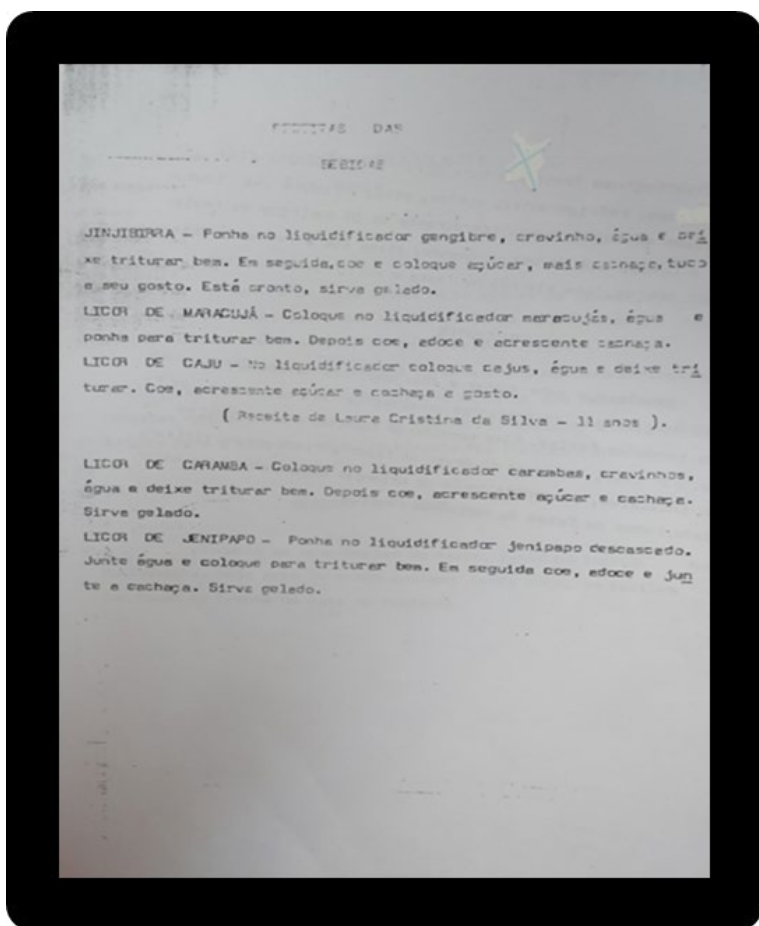 RECEITAS DAS
BEBIDAS
JINJIBIRRA - Ponha no liquidificador gengibre, cravinho, água e dei
xe triturar bem. Em seguida, coe e coloque açúcar, mais cachaça, tudo
a seu gosto. Está pronto, sirva gelado.
LICOR DE MARACUJÁ - Coloque no liquidificador maracujás, água e
ponha para triturar bem. Depois coe, adoce e acrescente cachaça.
LICOR DE CAJU - No liquidificador coloque cajus, água e deixe tri
turar. Coe, acrescente açúcar e cachaça a gosto.
( Receita de Laura Cristina da Silva - 11 anos ).
LICOR DE CARAMBA - Coloque no liquidificador carambas, cravinhos,
água e deixe triturar bem. Depois coe, acrescente açúcar e cachaça.
Sirva gelado.
LICOR DE JENIPAPO - Ponha no liquidificador jenipapo descascado.
Junte água e coloque para triturar bem. Em seguida coe, adoce e jun
te a cachaça. Sirva gelado.